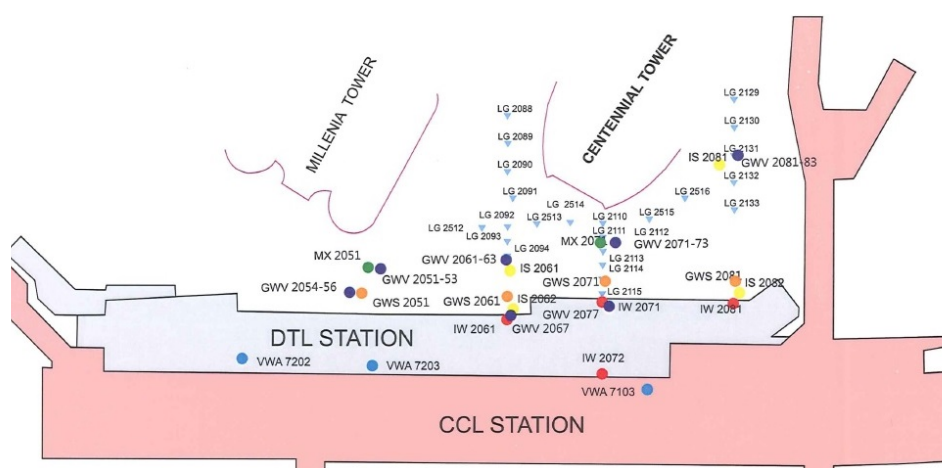 MILLENIA TOWER
CENTENNIAL TOWER
LG 2088
LG 2089
LG 2090
LG 2091
LG 2092
LG 2093
LG 2094
LG 2512
LG 2513
LG 2514
LG 2110
LG 2111
LG 2112
LG 2113
LG 2114
LG 2115
LG 2515
LG 2516
LG 2129
LG 2130
LG 2131
LG 2132
LG 2133
IS 2081
GWV 2081-83
MX 2051
GWV 2051-53
GWV 2054-56
GWS 2051
GWV 2061-63
IS 2061
GWS 2061
IS 2062
IW 2061
GWV 2067
GWV 2071-73
GWS 2071
GWV 2077
IW 2071
GWS 2081
IS 2082
IW 2081
DTL STATION
VWA 7202
VWA 7203
IW 2072
VWA 7103
CCL STATION